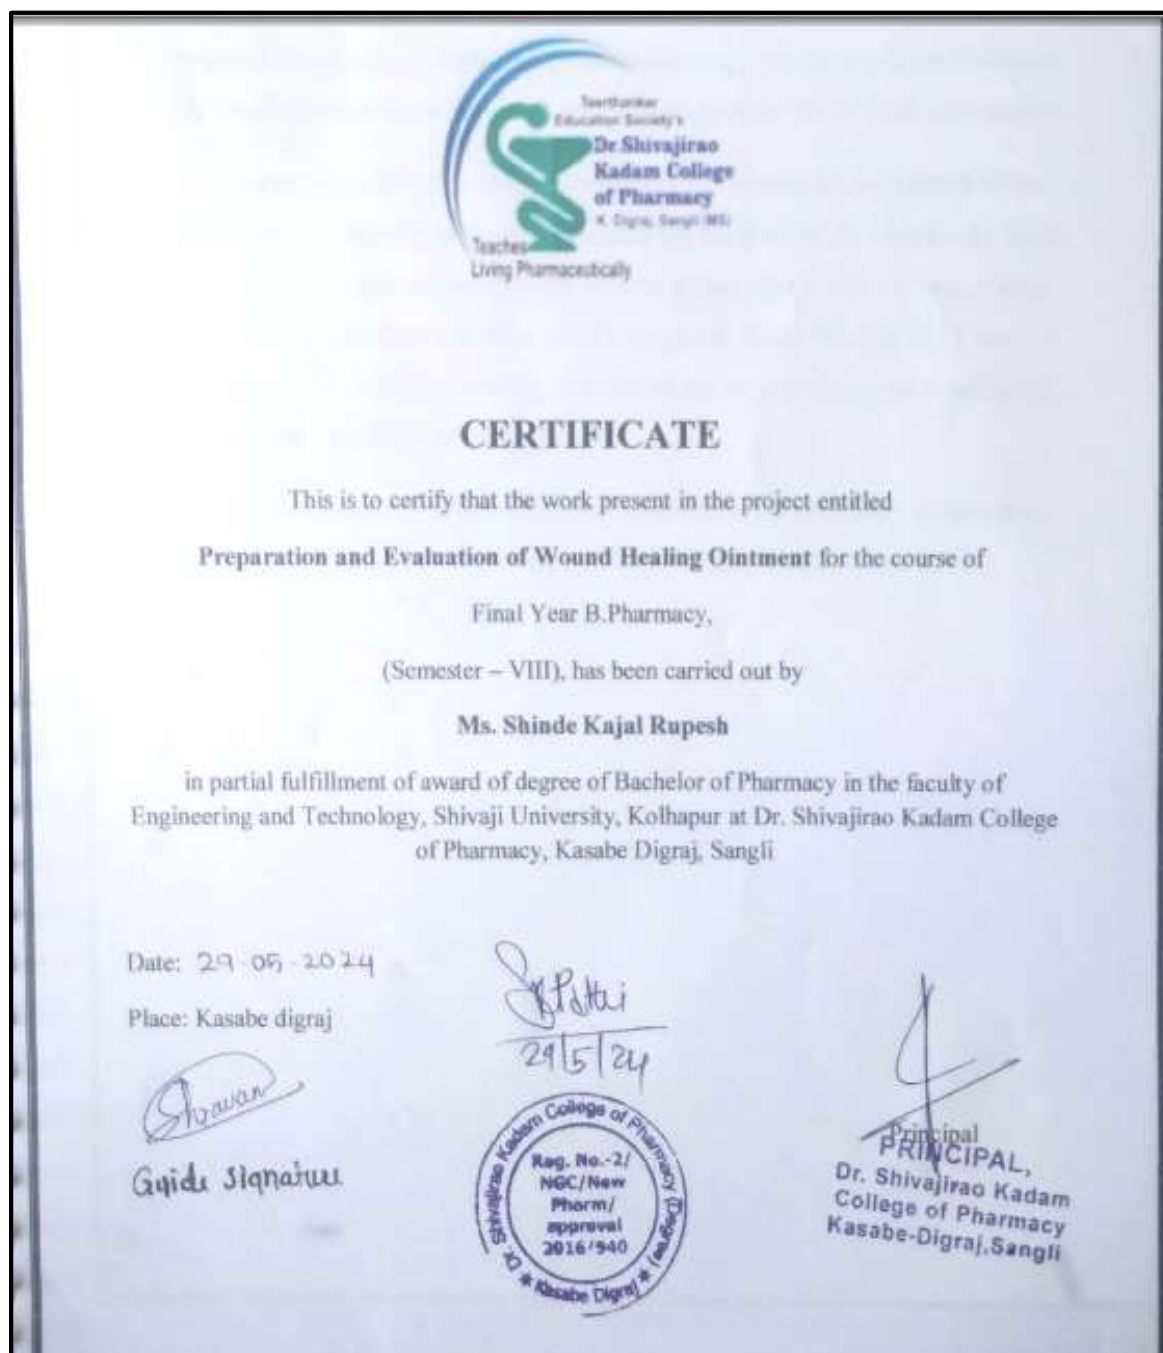 Teerthankar
Education Society's
Dr.Shivajirao
Kadam College
of Pharmacy
K. Digraj, Sangli (MS)
Teaches
Living Pharmaceutically
CERTIFICATE
This is to certify that the work present in the project entitled
Preparation and Evaluation of Wound Healing Ointment for the course of
Final Year B.Pharmacy,
(Semester – VIII), has been carried out by
Ms. Shinde Kajal Rupesh
in partial fulfillment of award of degree of Bachelor of Pharmacy in the faculty of
Engineering and Technology, Shivaji University, Kolhapur at Dr. Shivajirao Kadam College
of Pharmacy, Kasabe Digraj, Sangli
Date: 29-05-2024
Place: Kasabe digraj
29/5/24
Guide Signature
Dr. Shivajirao Kadam College of Pharmacy (Degree) * Kasabe Digraj *
Reg. No.-2/
NGC/New
Pharm/
approval
2016/940
Principal
PRINCIPAL,
Dr. Shivajirao Kadam
College of Pharmacy
Kasabe-Digraj,Sangli